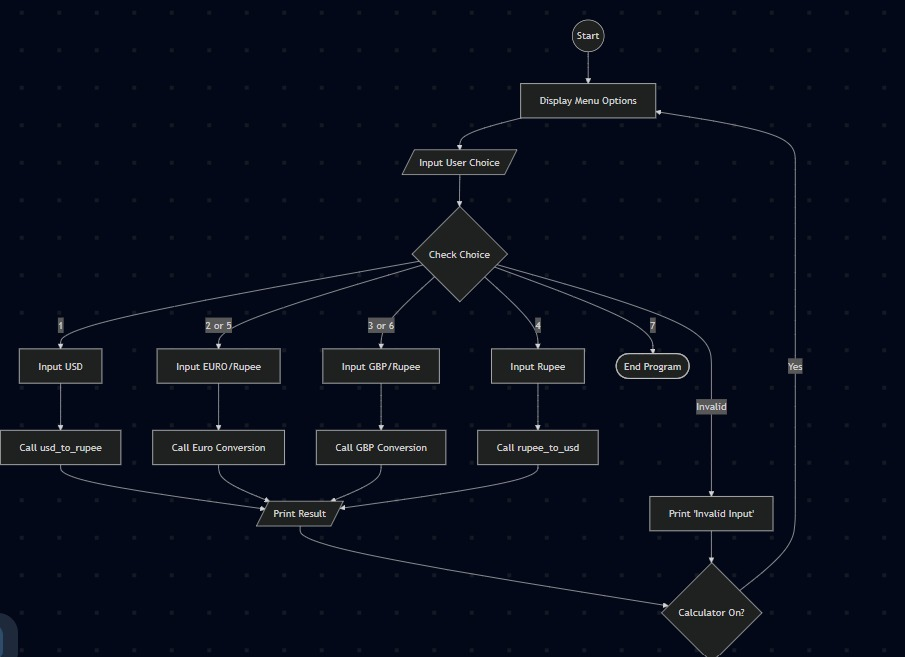 Start
Display Menu Options
Input User Choice
Check Choice
1
2 or 5
3 or 6
4
7
Input USD
Input EURO/Rupee
Input GBP/Rupee
Input Rupee
End Program
Yes
Invalid
Call usd_to_rupee
Call Euro Conversion
Call GBP Conversion
Call rupee_to_usd
Print Result
Print 'Invalid Input'
Calculator On?